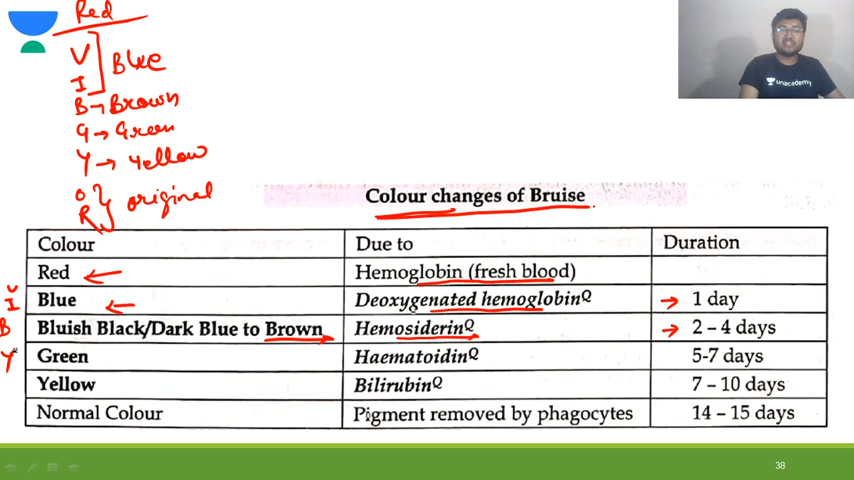 Red
V
I
Blue
B→Brown
G→Green
Y→Yellow
O
R
original
unacademy
Colour changes of Bruise
Colour Due to Duration
Red Hemoglobin (fresh blood)
V
I Blue Deoxygenated hemoglobinQ → 1 day
B Bluish Black/Dark Blue to Brown HemosiderinQ → 2 – 4 days
Y Green HaematoidinQ 5-7 days
Yellow BilirubinQ 7 – 10 days
Normal Colour Pigment removed by phagocytes 14 – 15 days
38